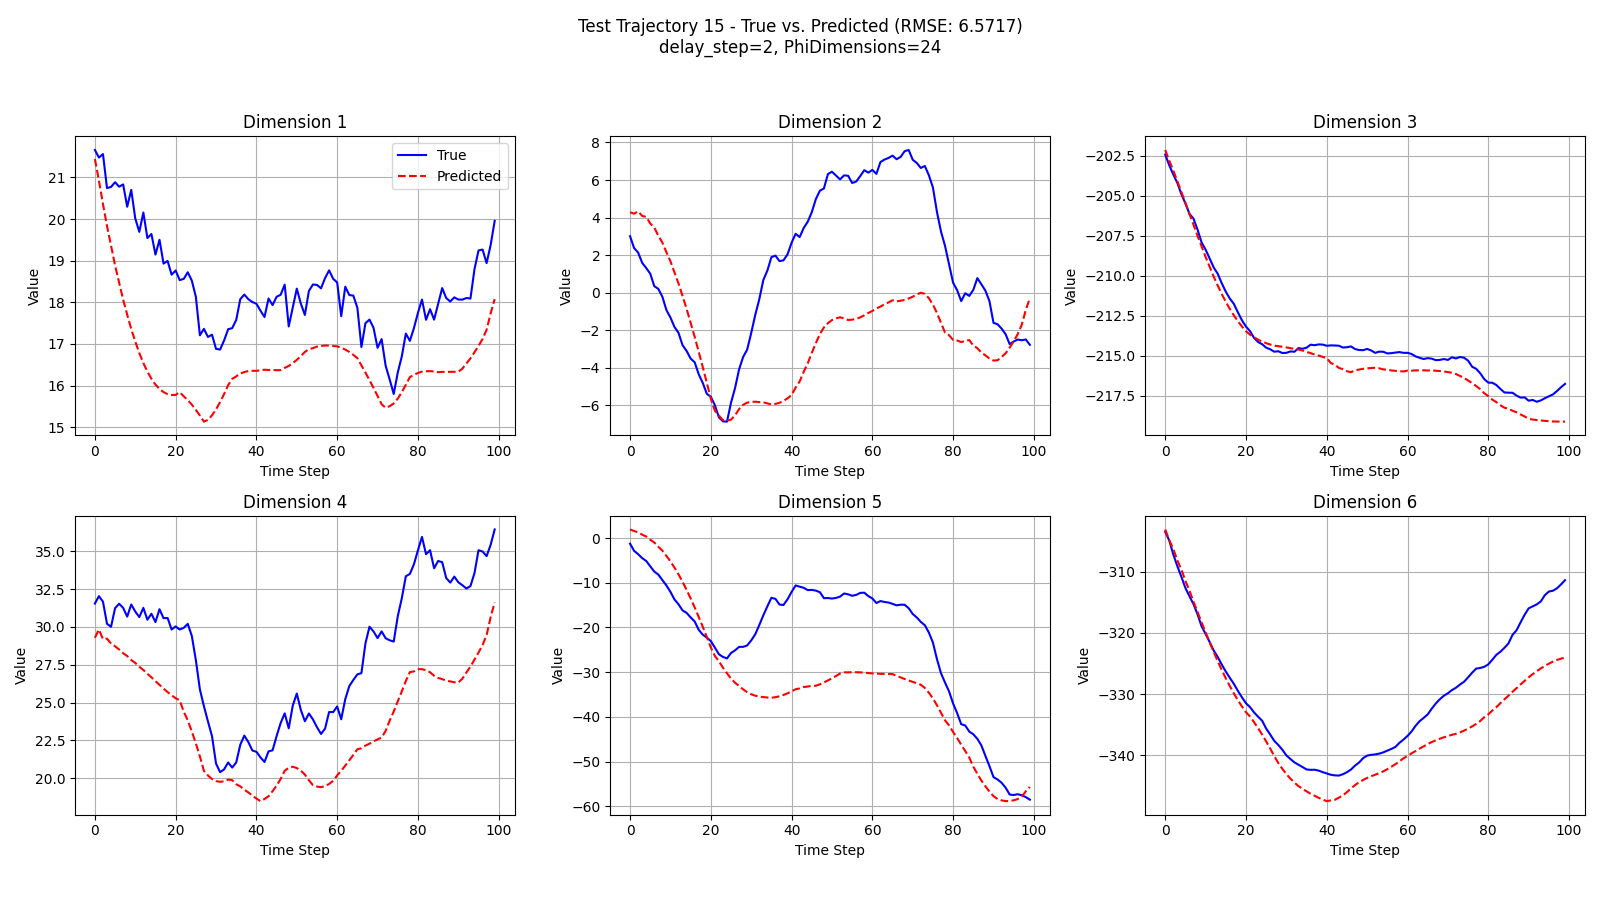 Test Trajectory 15 - True vs. Predicted (RMSE: 6.5717)
delay_step=2, PhiDimensions=24
Dimension 1
True
Predicted
Value
21
20
19
18
17
16
15
0 20 40 60 80 100
Time Step
Dimension 2
Value
8
6
4
2
0
−2
−4
−6
0 20 40 60 80 100
Time Step
Dimension 3
Value
−202.5
−205.0
−207.5
−210.0
−212.5
−215.0
−217.5
0 20 40 60 80 100
Time Step
Dimension 4
Value
35.0
32.5
30.0
27.5
25.0
22.5
20.0
0 20 40 60 80 100
Time Step
Dimension 5
Value
0
−10
−20
−30
−40
−50
−60
0 20 40 60 80 100
Time Step
Dimension 6
Value
−310
−320
−330
−340
0 20 40 60 80 100
Time Step